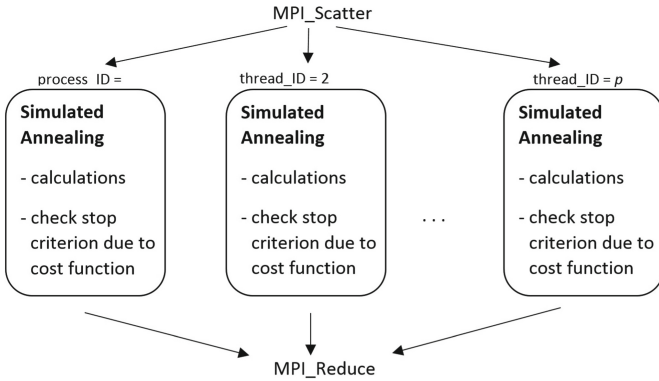 MPI_Scatter
process ID =
thread_ID = 2
thread_ID = p
Simulated
Annealing
- calculations
- check stop
criterion due to
cost function
Simulated
Annealing
- calculations
- check stop
criterion due to
cost function
. . .
Simulated
Annealing
- calculations
- check stop
criterion due to
cost function
MPI_Reduce